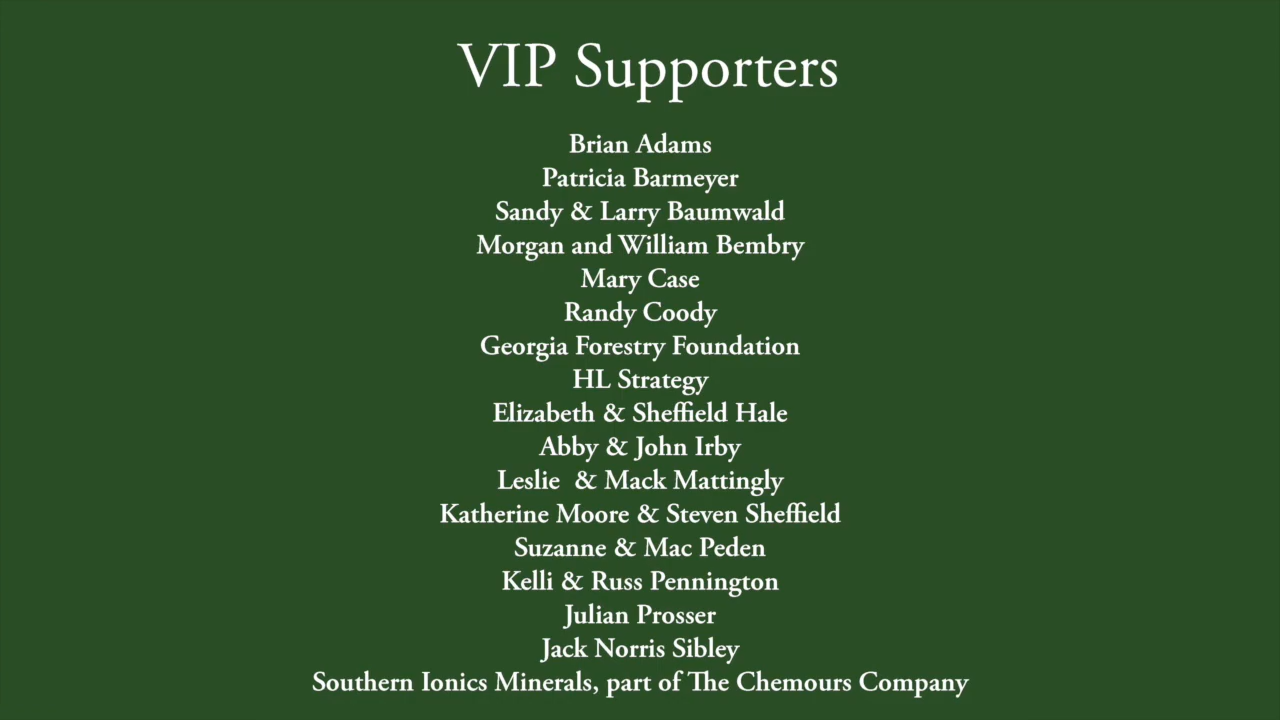 VIP Supporters
Brian Adams
Patricia Barmeyer
Sandy & Larry Baumwald
Morgan and William Bembry
Mary Case
Randy Coody
Georgia Forestry Foundation
HL Strategy
Elizabeth & Sheffield Hale
Abby & John Irby
Leslie  & Mack Mattingly
Katherine Moore & Steven Sheffield
Suzanne & Mac Peden
Kelli & Russ Pennington
Julian Prosser
Jack Norris Sibley
Southern Ionics Minerals, part of The Chemours Company